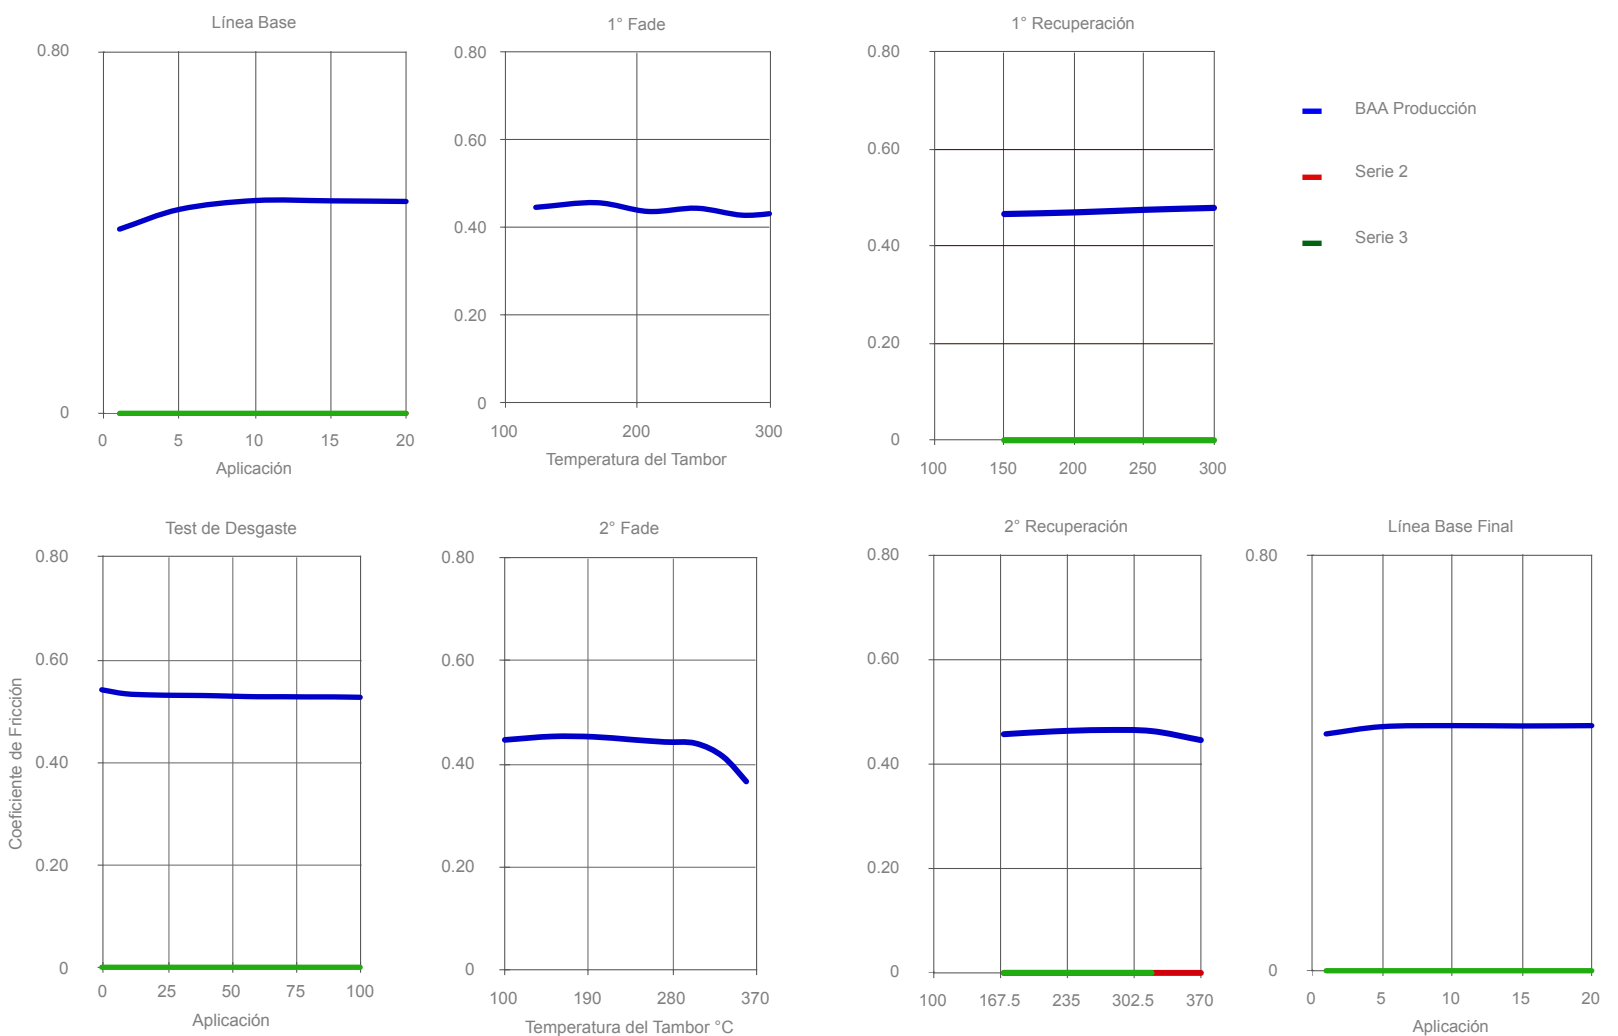 Línea Base
0.80
0
0 5 10 15 20
Aplicación
1° Fade
0.80
0.60
0.40
0.20
0
100 200 300
Temperatura del Tambor
1° Recuperación
0.80
0.60
0.40
0.20
0
100 150 200 250 300
BAA Producción
Serie 2
Serie 3
Coeficiente de Fricción
Test de Desgaste
0.80
0.60
0.40
0.20
0
0 25 50 75 100
Aplicación
2° Fade
0.80
0.60
0.40
0.20
0
100 190 280 370
Temperatura del Tambor °C
2° Recuperación
0.80
0.60
0.40
0.20
0
100 167.5 235 302.5 370
Línea Base Final
0.80
0
0 5 10 15 20
Aplicación